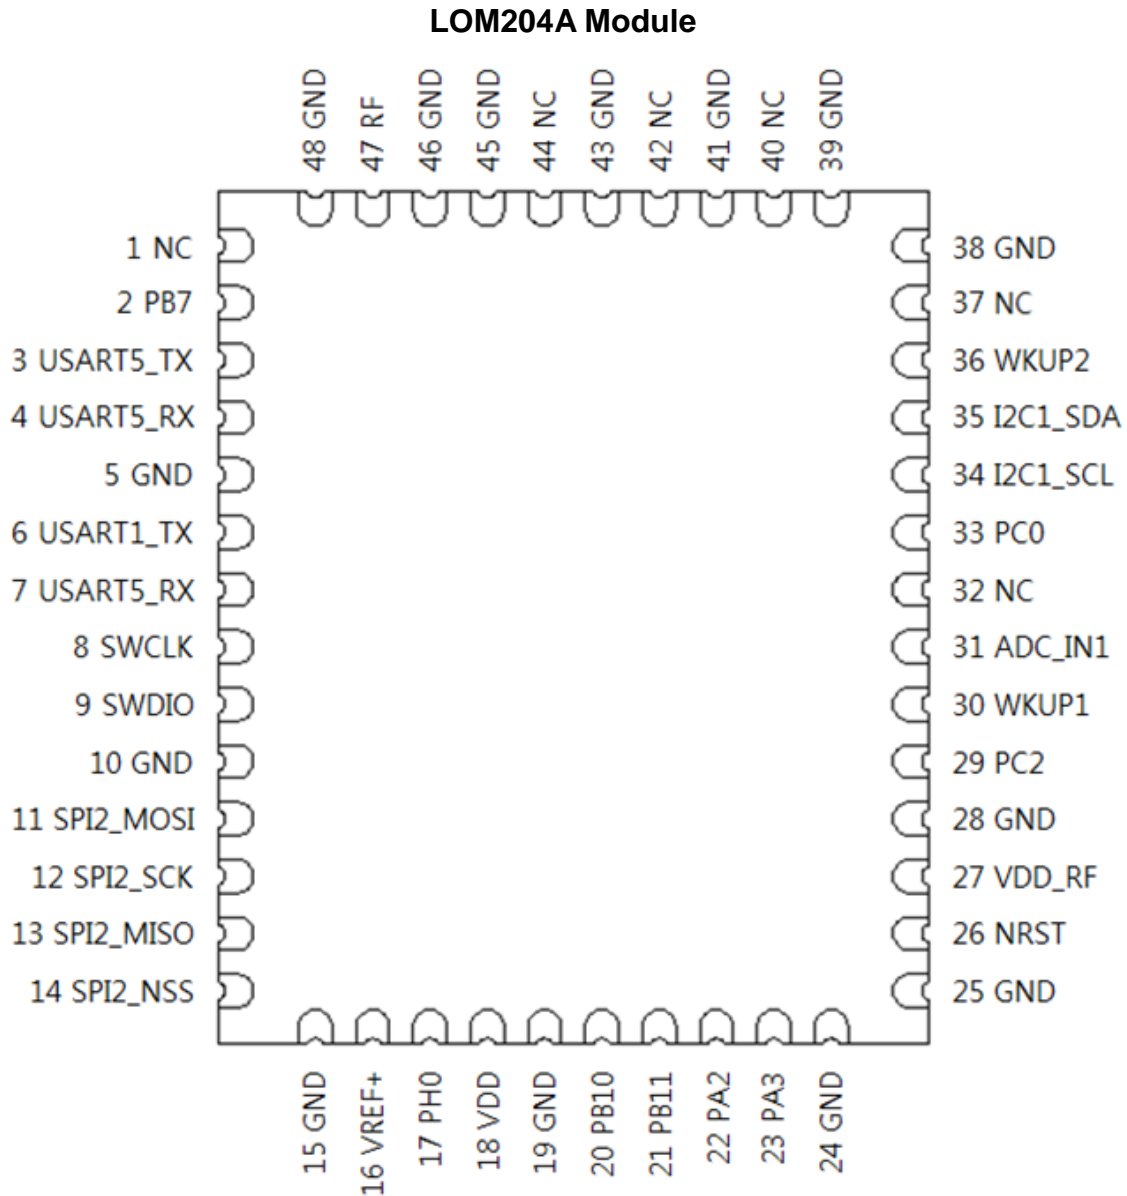 LOM204A Module
48 GND
47 RF
46 GND
45 GND
44 NC
43 GND
42 NC
41 GND
40 NC
39 GND
1 NC
2 PB7
3 USART5_TX
4 USART5_RX
5 GND
6 USART1_TX
7 USART5_RX
8 SWCLK
9 SWDIO
10 GND
11 SPI2_MOSI
12 SPI2_SCK
13 SPI2_MISO
14 SPI2_NSS
38 GND
37 NC
36 WKUP2
35 I2C1_SDA
34 I2C1_SCL
33 PC0
32 NC
31 ADC_IN1
30 WKUP1
29 PC2
28 GND
27 VDD_RF
26 NRST
25 GND
15 GND
16 VREF+
17 PH0
18 VDD
19 GND
20 PB10
21 PB11
22 PA2
23 PA3
24 GND